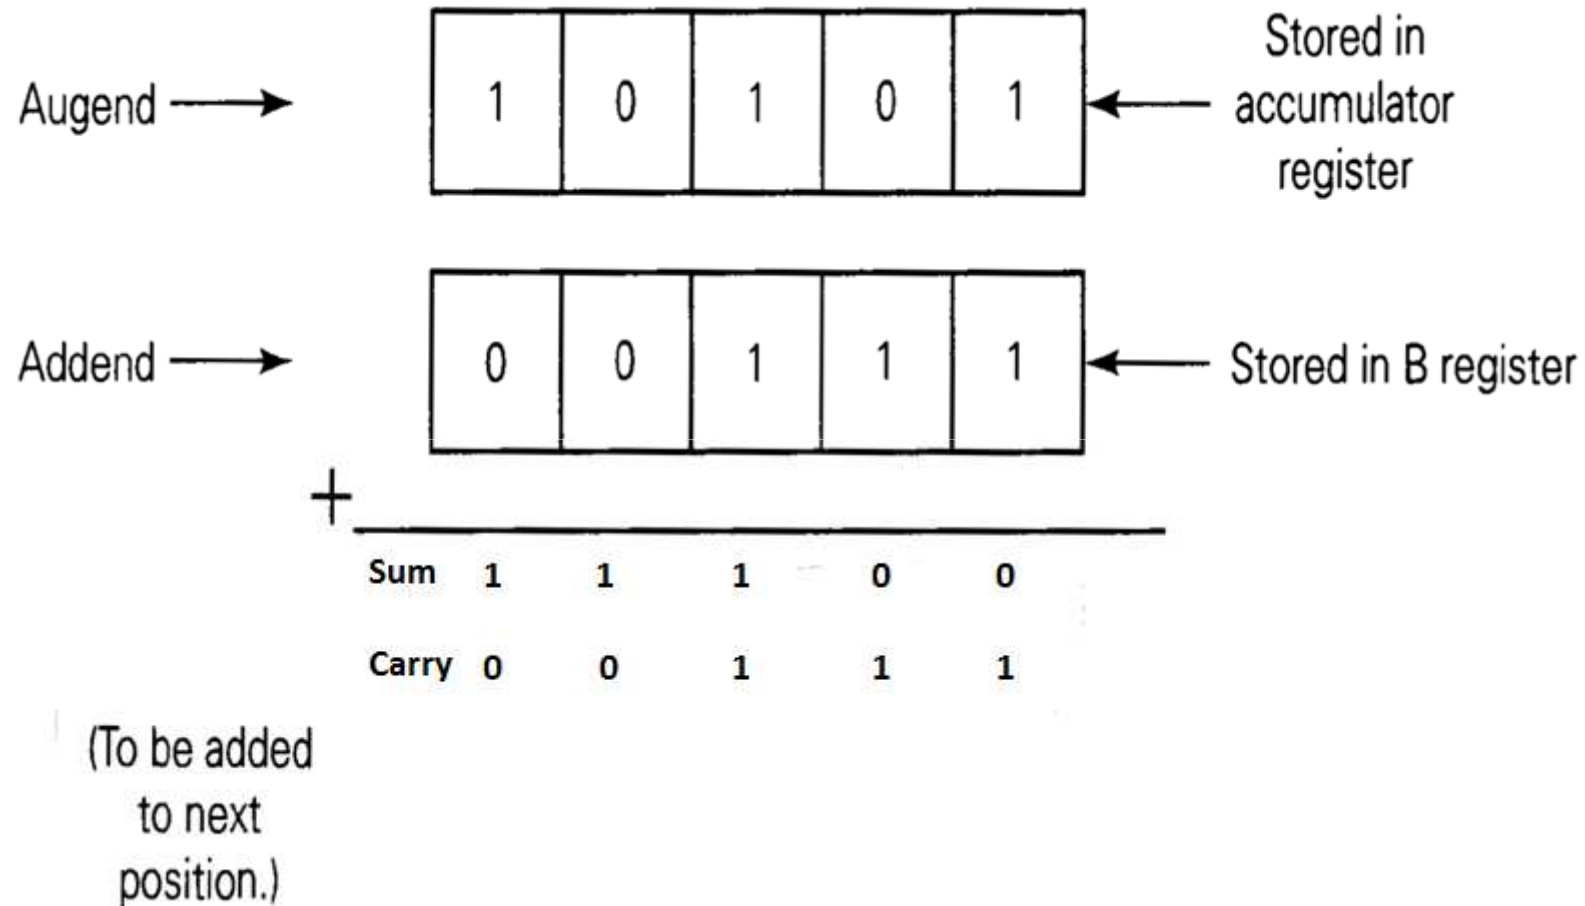 Augend
1 0 1 0 1
Stored in
accumulator
register
Addend
0 0 1 1 1
Stored in B register
+
Sum 1 1 1 0 0
Carry 0 0 1 1 1
(To be added
to next
position.)